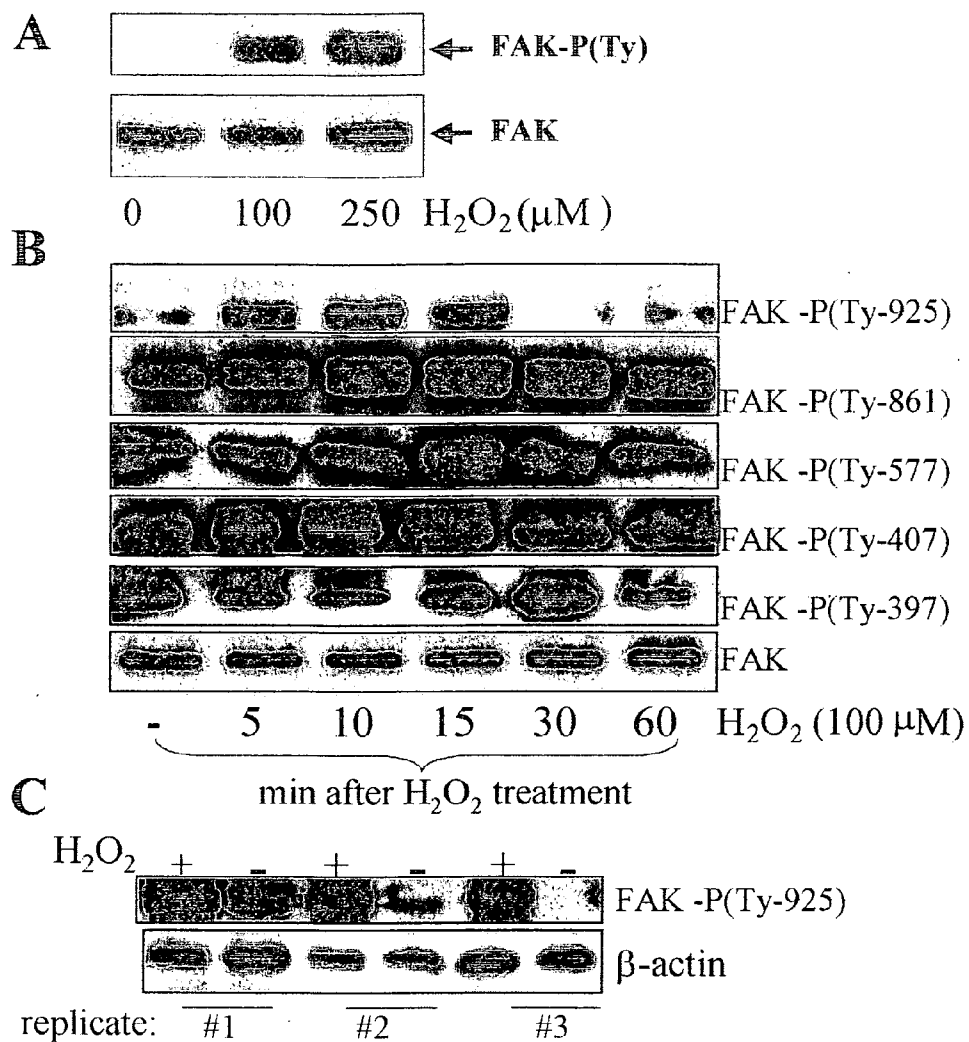 A
FAK-P(Ty)
FAK
0 100 250 H₂O₂ (μM)
B
FAK -P(Ty-925)
FAK -P(Ty-861)
FAK -P(Ty-577)
FAK -P(Ty-407)
FAK -P(Ty-397)
FAK
- 5 10 15 30 60 H₂O₂ (100 μM)
min after H₂O₂ treatment
C
H₂O₂ + - + - + -
FAK -P(Ty-925)
β-actin
replicate: #1 #2 #3